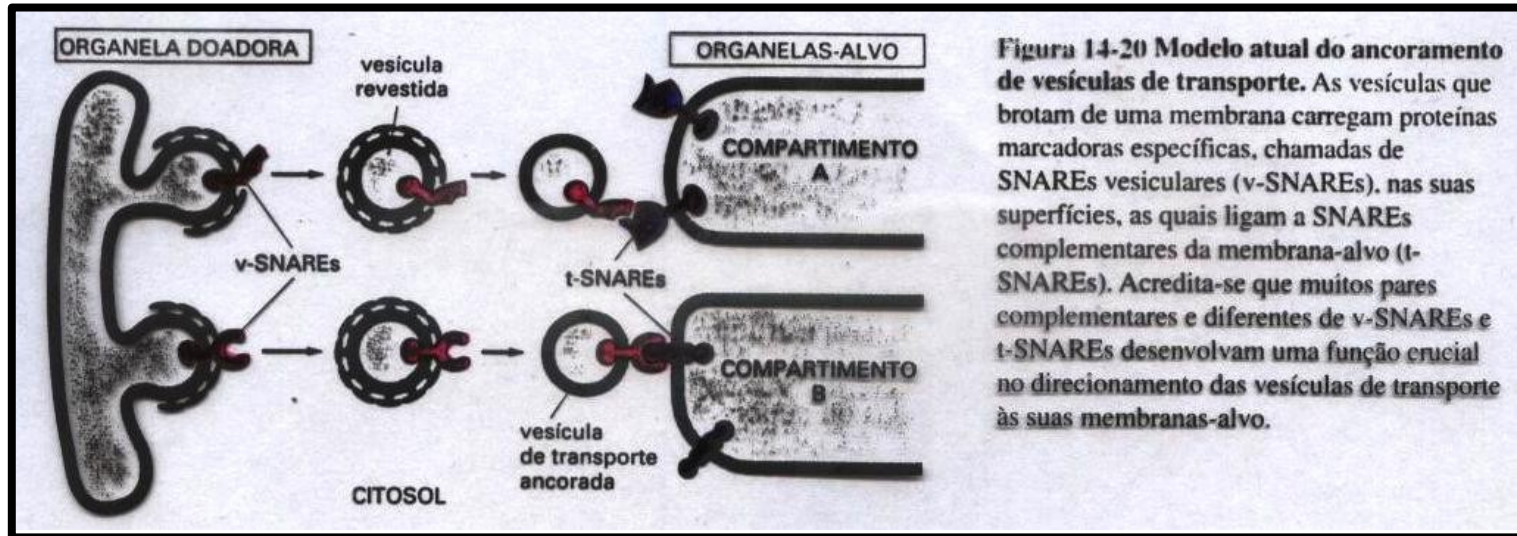 ORGANELA DOADORA
vesícula
revestida
ORGANELAS-ALVO
COMPARTIMENTO
A
v-SNAREs
t-SNAREs
COMPARTIMENTO
B
vesícula
de transporte
ancorada
CITOSOL
Figura 14-20 Modelo atual do ancoramento
de vesículas de transporte. As vesículas que
brotam de uma membrana carregam proteínas
marcadoras específicas, chamadas de
SNAREs vesiculares (v-SNAREs). nas suas
superfícies, as quais ligam a SNAREs
complementares da membrana-alvo (t-
SNAREs). Acredita-se que muitos pares
complementares e diferentes de v-SNAREs e
t-SNAREs desenvolvam uma função crucial
no direcionamento das vesículas de transporte
às suas membranas-alvo.